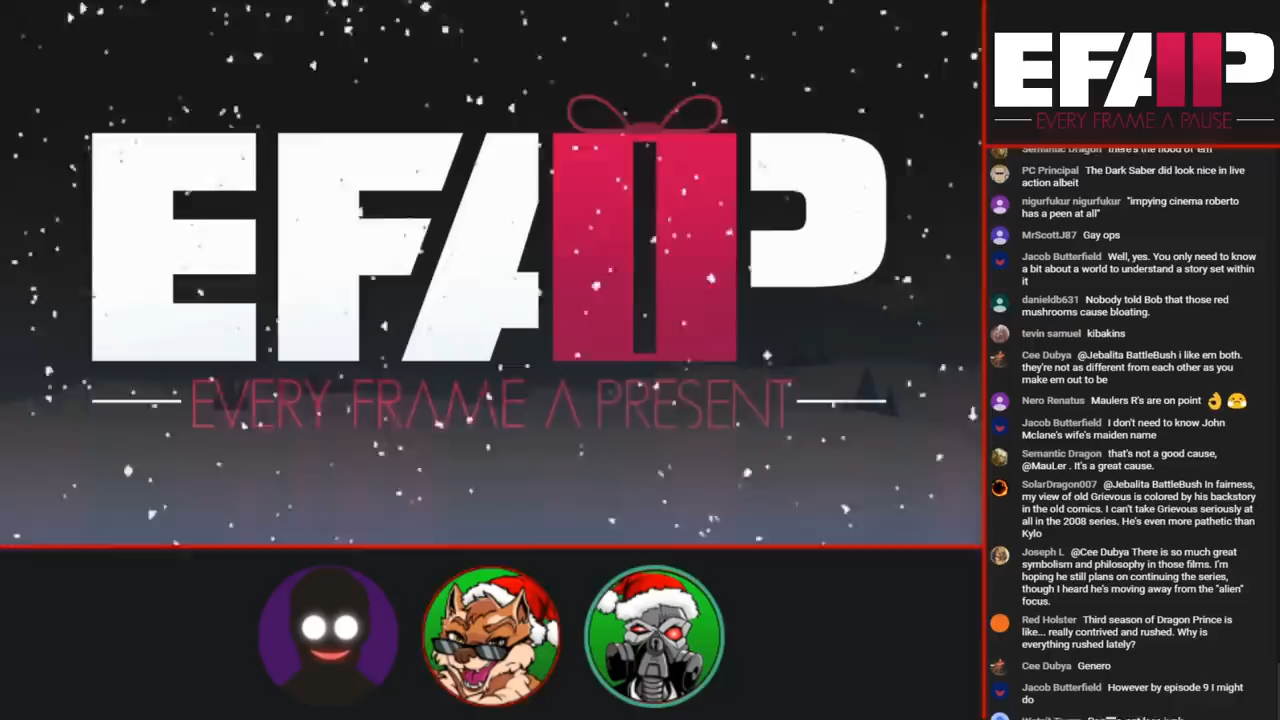 EFAP
EVERY FRAME A PRESENT
EFAP
EVERY FRAME A PAUSE
Semantic Dragon there's the flood of em
PC Principal The Dark Saber did look nice in live
action albeit
nigurfukur nigurfukur "impying cinema roberto
has a peen at all"
MrScottJ87 Gay ops
Jacob Butterfield Well, yes. You only need to know
a bit about a world to understand a story set within
it
danieldb631 Nobody told Bob that those red
mushrooms cause bloating.
tevin samuel kibakins
Cee Dubya @Jebalita BattleBush i like em both.
they're not as different from each other as you
make em out to be
Nero Renatus Maulers R's are on point 👌 😤
Jacob Butterfield I don't need to know John
Mclane's wife's maiden name
Semantic Dragon that's not a good cause,
@MauLer . It's a great cause.
SolarDragon007 @Jebalita BattleBush In fairness,
my view of old Grievous is colored by his backstory
in the old comics. I can't take Grievous seriously at
all in the 2008 series. He's even more pathetic than
Kylo
Joseph L @Cee Dubya There is so much great
symbolism and philosophy in those films. I'm
hoping he still plans on continuing the series,
though I heard he's moving away from the "alien"
focus.
Red Holster Third season of Dragon Prince is
like... really contrived and rushed. Why is
everything rushed lately?
Cee Dubya Genero
Jacob Butterfield However by episode 9 I might
do